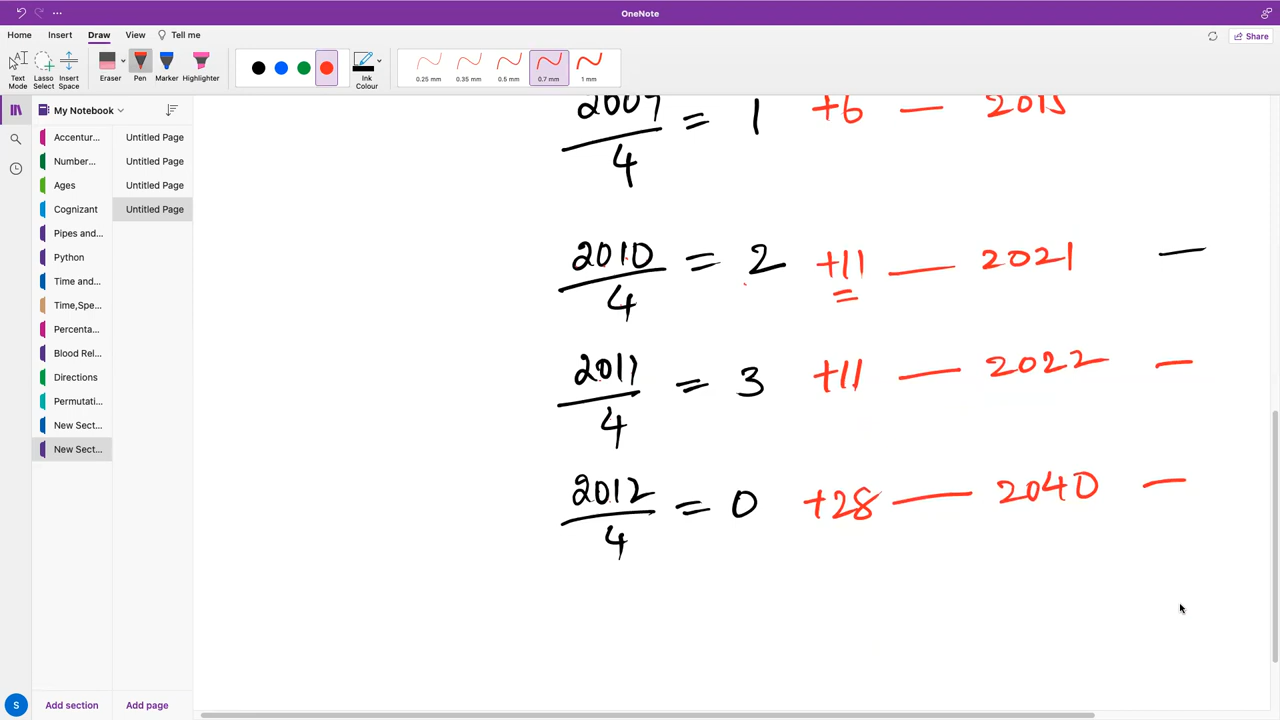 OneNote
Home Insert Draw View Tell me
Share
Text Mode
Lasso Select
Insert Space
Eraser
Pen
Marker
Highlighter
Ink Colour
0.25 mm 0.35 mm 0.5 mm 0.7 mm 1 mm
My Notebook
Accentur... Untitled Page
Number... Untitled Page
Ages Untitled Page
Cognizant Untitled Page
Pipes and...
Python
Time and...
Time,Spe...
Percenta...
Blood Rel...
Directions
Permutati...
New Sect...
New Sect...
Add section Add page
S
2009/4 = 1 +6 — 2015
2010/4 = 2 +11 — 2021 —
2011/4 = 3 +11 — 2022 —
2012/4 = 0 +28 — 2040 —